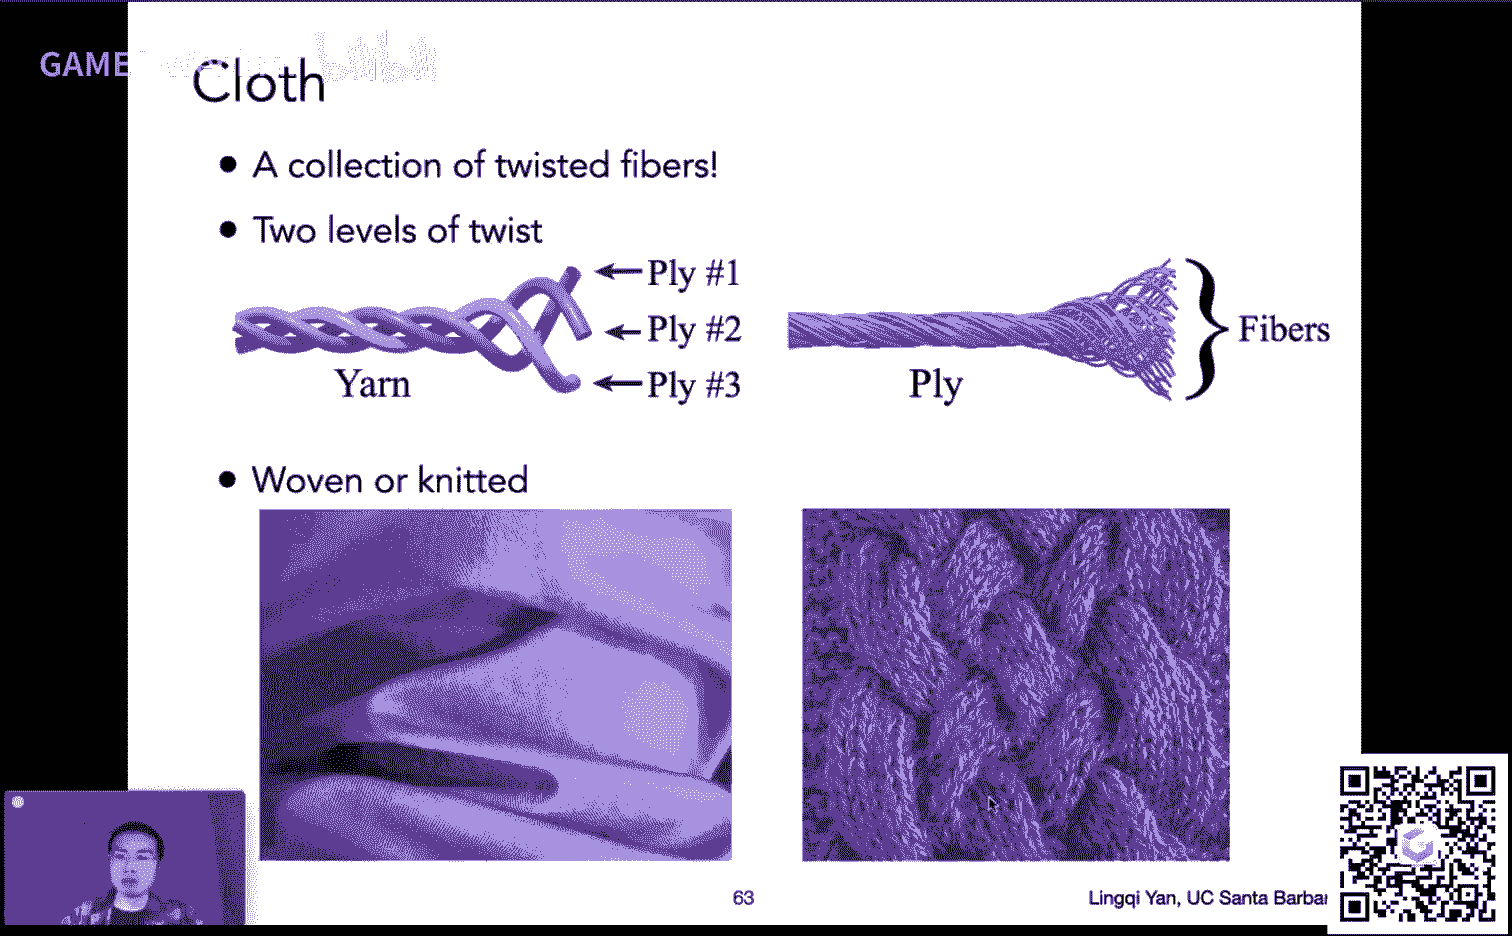 GAME
Cloth
• A collection of twisted fibers!
• Two levels of twist
Ply #1
Ply #2
Ply #3
Yarn
Ply
Fibers
• Woven or knitted
63
Lingqi Yan, UC Santa Barbar